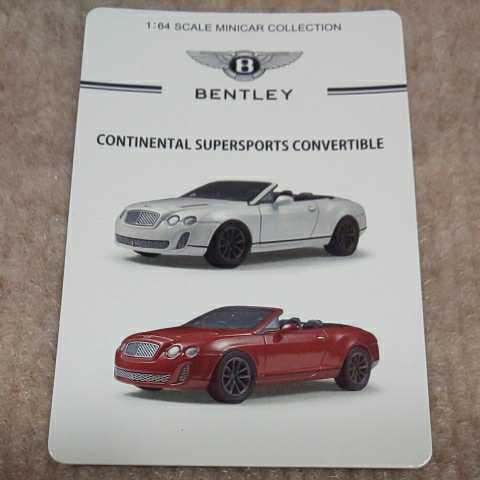 1:64 SCALE MINICAR COLLECTION
B
BENTLEY
CONTINENTAL SUPERSPORTS CONVERTIBLE